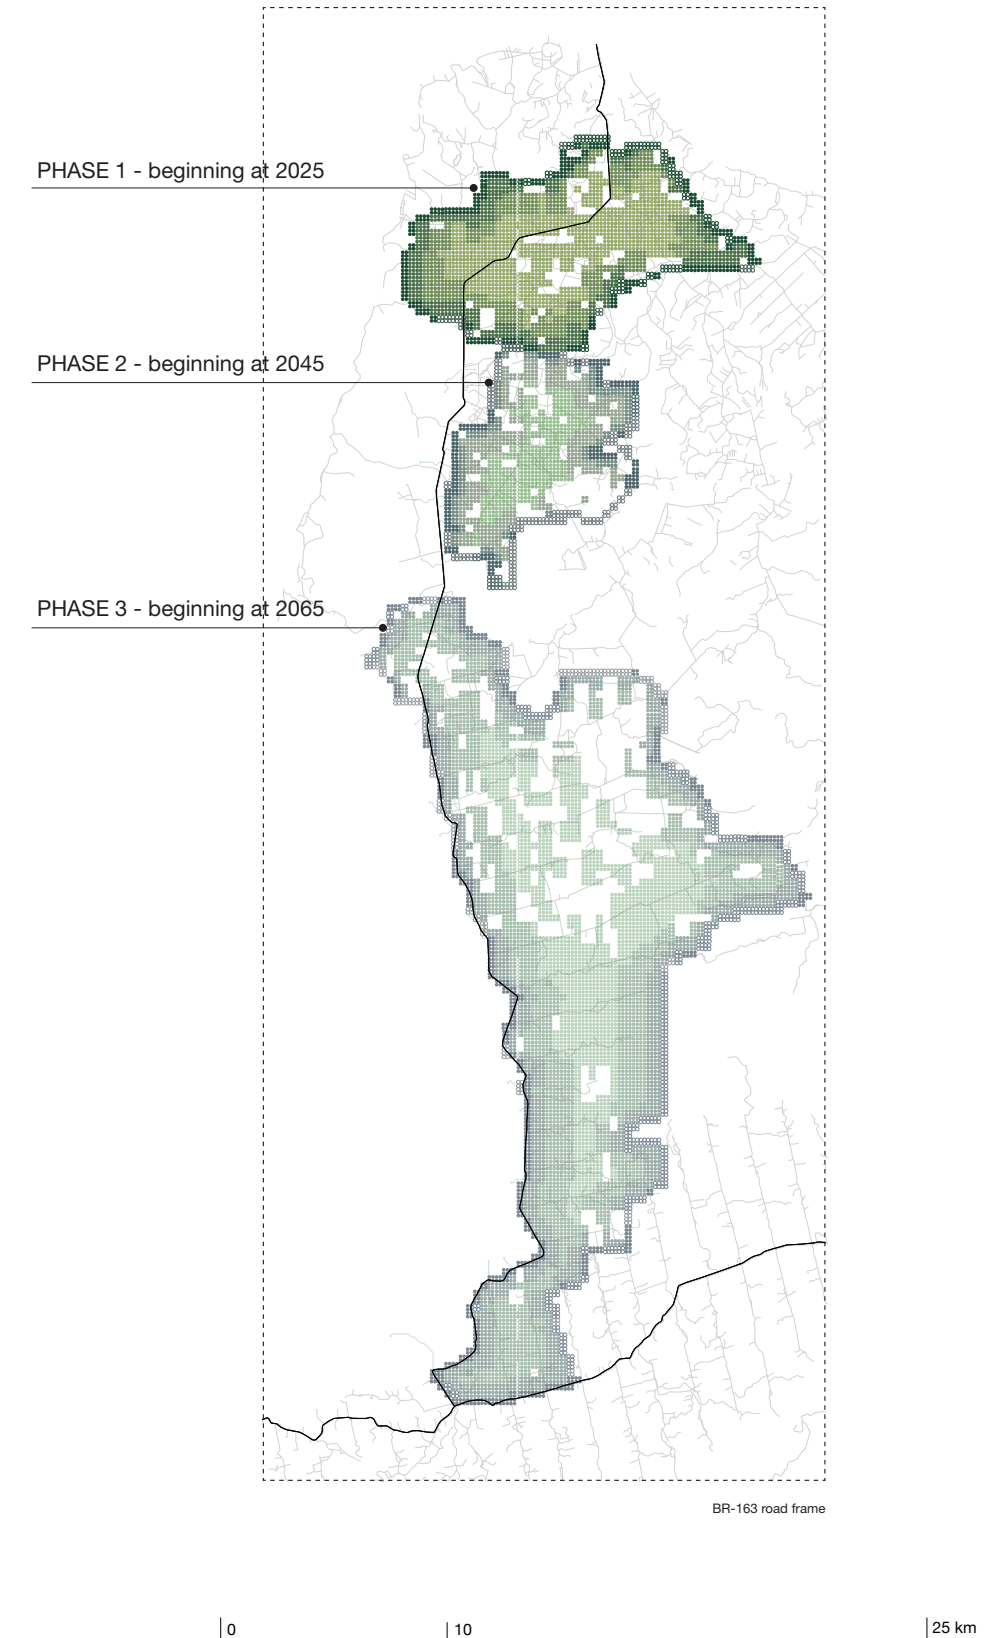 PHASE 1 - beginning at 2025
PHASE 2 - beginning at 2045
PHASE 3 - beginning at 2065
BR-163 road frame
0
10
25 km